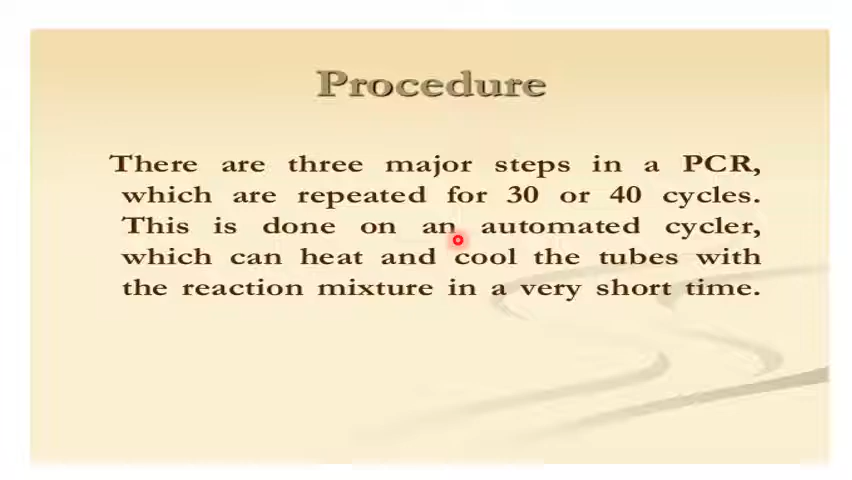 Procedure
There are three major steps in a PCR,
which are repeated for 30 or 40 cycles.
This is done on an automated cycler,
which can heat and cool the tubes with
the reaction mixture in a very short time.